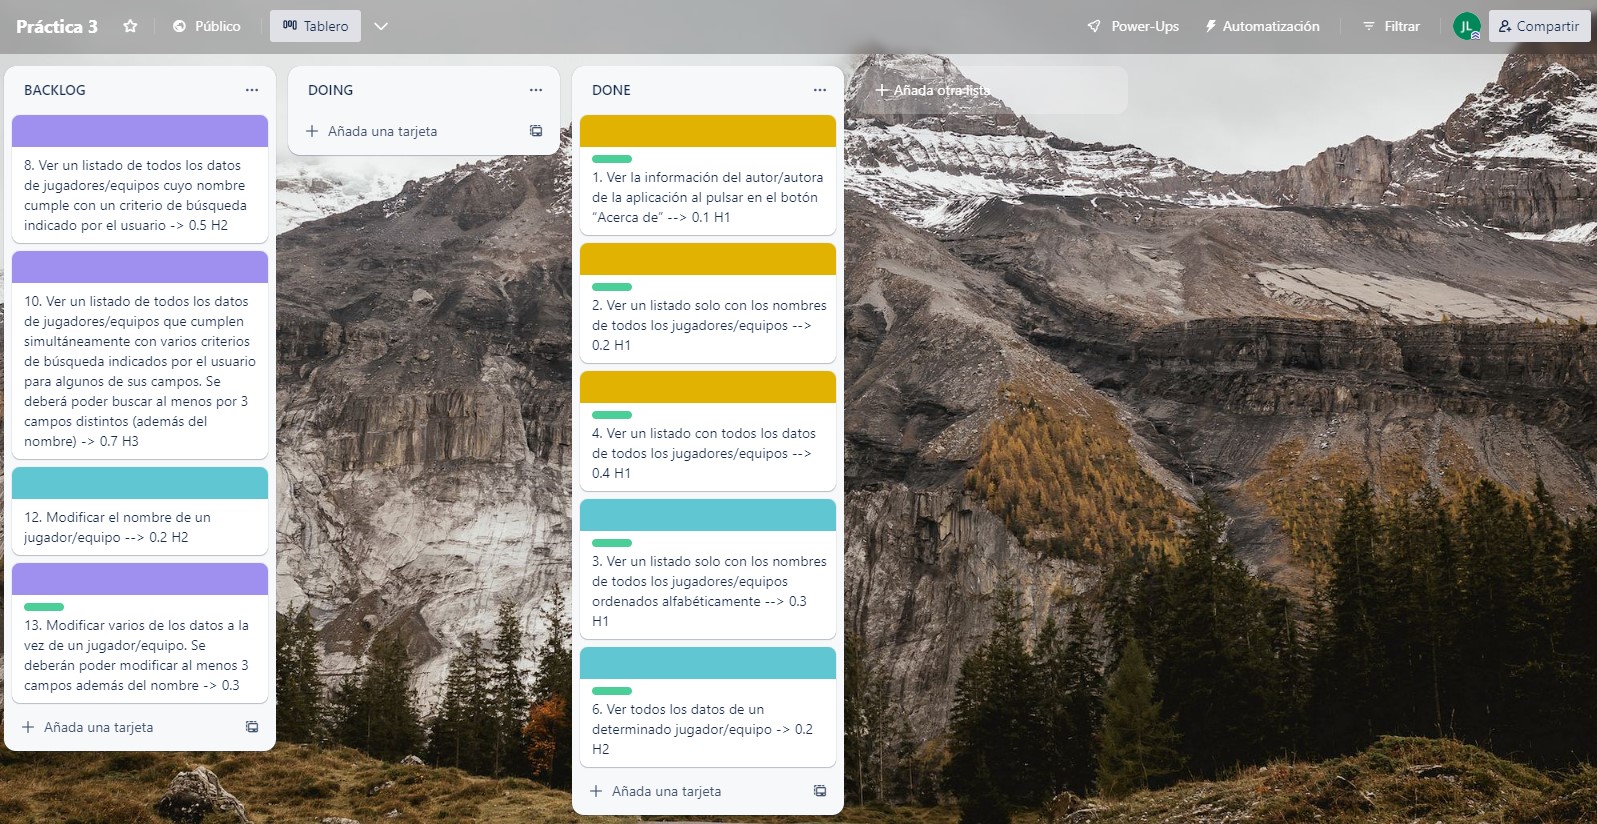 Práctica 3
Público
Tablero
Power-Ups
Automatización
Filtrar
JL
Compartir
BACKLOG
8. Ver un listado de todos los datos
de jugadores/equipos cuyo nombre
cumple con un criterio de búsqueda
indicado por el usuario -> 0.5 H2
10. Ver un listado de todos los datos
de jugadores/equipos que cumplen
simultáneamente con varios criterios
de búsqueda indicados por el usuario
para algunos de sus campos. Se
deberá poder buscar al menos por 3
campos distintos (además del
nombre) -> 0.7 H3
12. Modificar el nombre de un
jugador/equipo --> 0.2 H2
13. Modificar varios de los datos a la
vez de un jugador/equipo. Se
deberán poder modificar al menos 3
campos además del nombre -> 0.3
Añada una tarjeta
DOING
Añada una tarjeta
DONE
1. Ver la información del autor/autora
de la aplicación al pulsar en el botón
“Acerca de” --> 0.1 H1
2. Ver un listado solo con los nombres
de todos los jugadores/equipos -->
0.2 H1
4. Ver un listado con todos los datos
de todos los jugadores/equipos -->
0.4 H1
3. Ver un listado solo con los nombres
de todos los jugadores/equipos
ordenados alfabéticamente --> 0.3
H1
6. Ver todos los datos de un
determinado jugador/equipo -> 0.2
H2
Añada una tarjeta
Añada otra lista